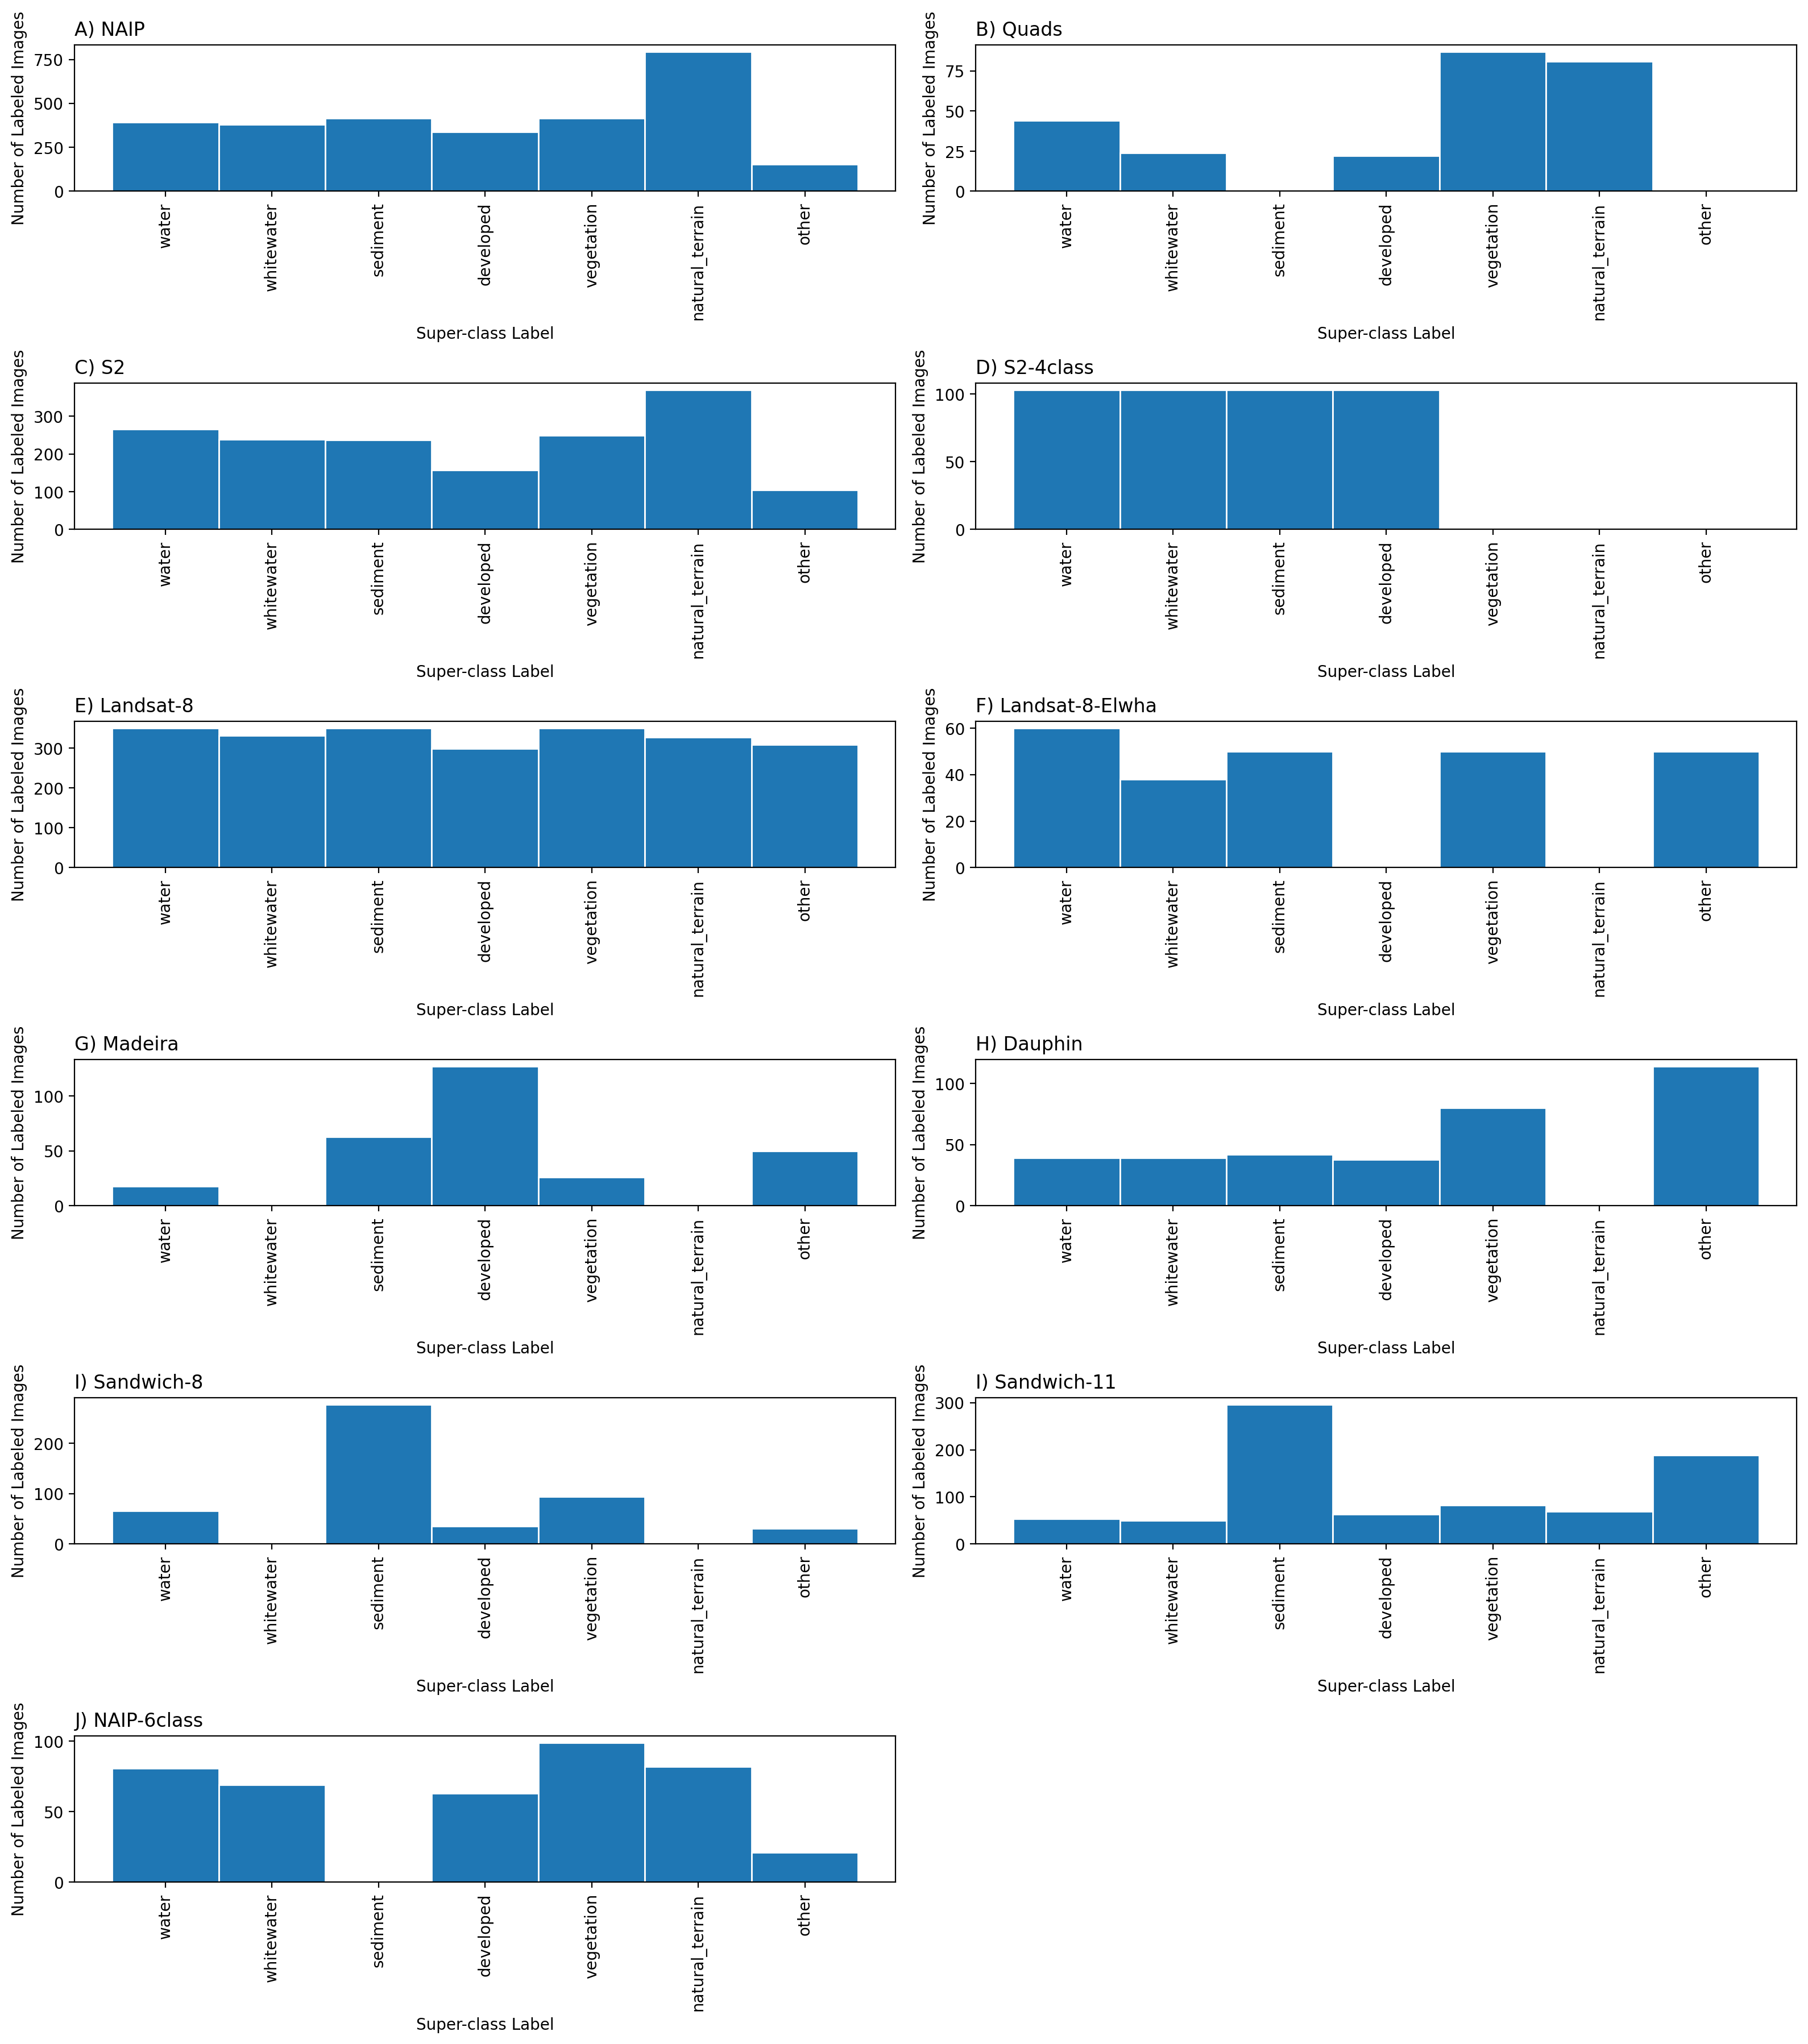 A) NAIP
Number of Labeled Images
750
500
250
0
water
whitewater
sediment
developed
vegetation
natural_terrain
other
Super-class Label
B) Quads
Number of Labeled Images
75
50
25
0
water
whitewater
sediment
developed
vegetation
natural_terrain
other
Super-class Label
C) S2
Number of Labeled Images
300
200
100
0
water
whitewater
sediment
developed
vegetation
natural_terrain
other
Super-class Label
D) S2-4class
Number of Labeled Images
100
50
0
water
whitewater
sediment
developed
vegetation
natural_terrain
other
Super-class Label
E) Landsat-8
Number of Labeled Images
300
200
100
0
water
whitewater
sediment
developed
vegetation
natural_terrain
other
Super-class Label
F) Landsat-8-Elwha
Number of Labeled Images
60
40
20
0
water
whitewater
sediment
developed
vegetation
natural_terrain
other
Super-class Label
G) Madeira
Number of Labeled Images
100
50
0
water
whitewater
sediment
developed
vegetation
natural_terrain
other
Super-class Label
H) Dauphin
Number of Labeled Images
100
50
0
water
whitewater
sediment
developed
vegetation
natural_terrain
other
Super-class Label
I) Sandwich-8
Number of Labeled Images
200
100
0
water
whitewater
sediment
developed
vegetation
natural_terrain
other
Super-class Label
I) Sandwich-11
Number of Labeled Images
300
200
100
0
water
whitewater
sediment
developed
vegetation
natural_terrain
other
Super-class Label
J) NAIP-6class
Number of Labeled Images
100
50
0
water
whitewater
sediment
developed
vegetation
natural_terrain
other
Super-class Label